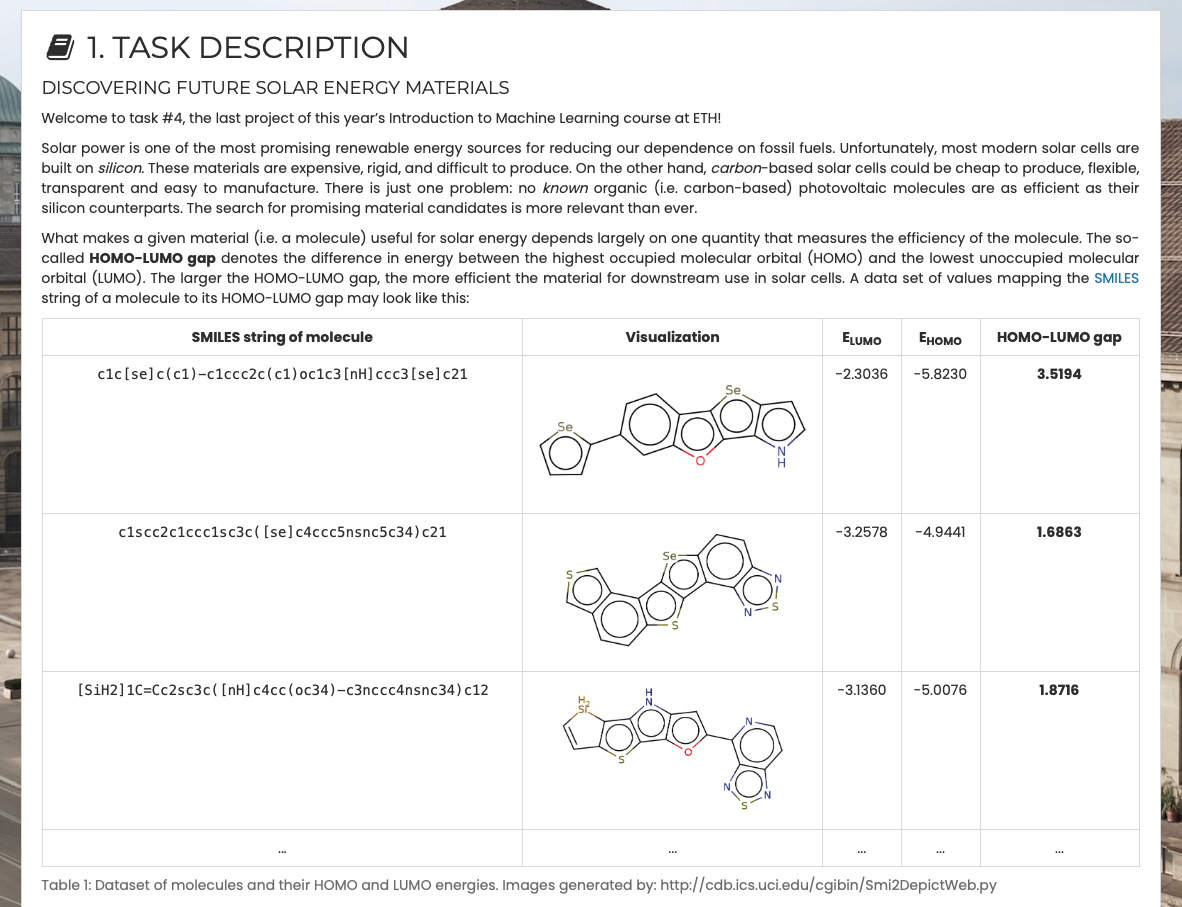 1. TASK DESCRIPTION
DISCOVERING FUTURE SOLAR ENERGY MATERIALS
Welcome to task #4, the last project of this year's Introduction to Machine Learning course at ETH!
Solar power is one of the most promising renewable energy sources for reducing our dependence on fossil fuels. Unfortunately, most modern solar cells are
built on silicon. These materials are expensive, rigid, and difficult to produce. On the other hand, carbon-based solar cells could be cheap to produce, flexible,
transparent and easy to manufacture. There is just one problem: no known organic (i.e. carbon-based) photovoltaic molecules are as efficient as their
silicon counterparts. The search for promising material candidates is more relevant than ever.
What makes a given material (i.e. a molecule) useful for solar energy depends largely on one quantity that measures the efficiency of the molecule. The so-
called HOMO-LUMO gap denotes the difference in energy between the highest occupied molecular orbital (HOMO) and the lowest unoccupied molecular
orbital (LUMO). The larger the HOMO-LUMO gap, the more efficient the material for downstream use in solar cells. A data set of values mapping the SMILES
string of a molecule to its HOMO-LUMO gap may look like this:
SMILES string of molecule Visualization E_LUMO E_HOMO HOMO-LUMO gap
c1c[se]c(c1)-c1ccc2c(c1)oc1c3[nH]ccc3[se]c21 -2.3036 -5.8230 3.5194
Se
Se
O
N
H
c1scc2c1ccc1sc3c([se]c4ccc5nsnc5c34)c21 -3.2578 -4.9441 1.6863
Se
S
N
S
N
S
[SiH2]1C=Cc2sc3c([nH]c4cc(oc34)-c3nccc4nsnc34)c12 -3.1360 -5.0076 1.8716
H
N
H2
Si
N
O
S
N
N
S
... ... ... ... ...
Table 1: Dataset of molecules and their HOMO and LUMO energies. Images generated by: http://cdb.ics.uci.edu/cgibin/Smi2DepictWeb.py